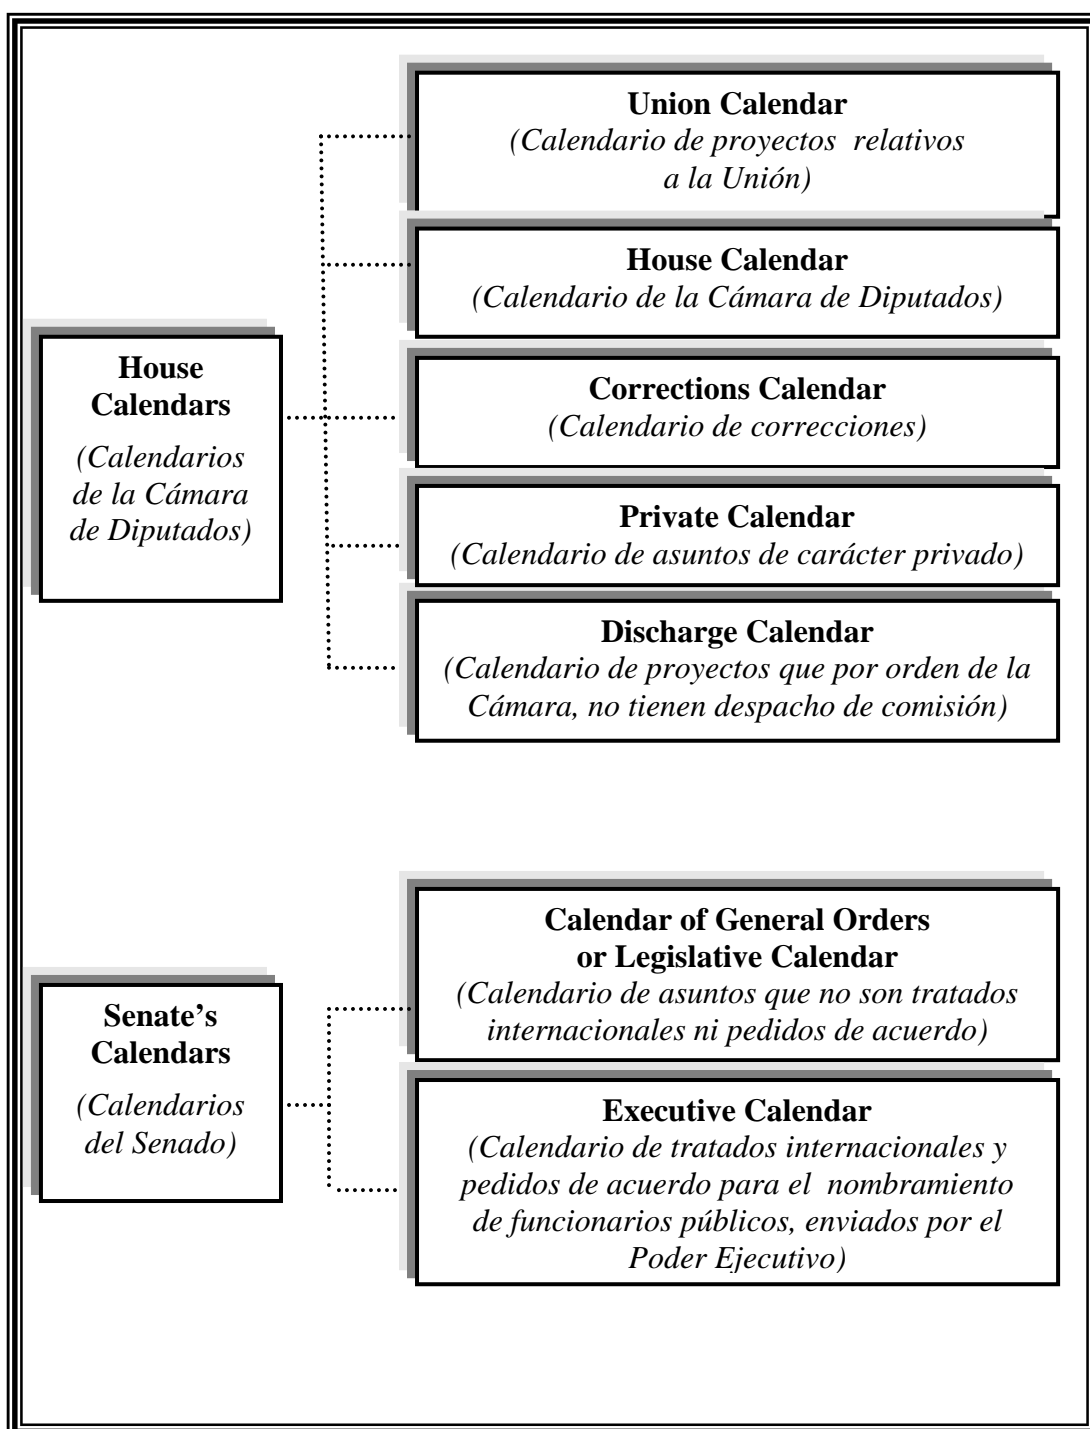 House
Calendars
(Calendarios
de la Cámara
de Diputados)
Union Calendar
(Calendario de proyectos relativos
a la Unión)
House Calendar
(Calendario de la Cámara de Diputados)
Corrections Calendar
(Calendario de correcciones)
Private Calendar
(Calendario de asuntos de carácter privado)
Discharge Calendar
(Calendario de proyectos que por orden de la
Cámara, no tienen despacho de comisión)
Senate’s
Calendars
(Calendarios
del Senado)
Calendar of General Orders
or Legislative Calendar
(Calendario de asuntos que no son tratados
internacionales ni pedidos de acuerdo)
Executive Calendar
(Calendario de tratados internacionales y
pedidos de acuerdo para el nombramiento
de funcionarios públicos, enviados por el
Poder Ejecutivo)